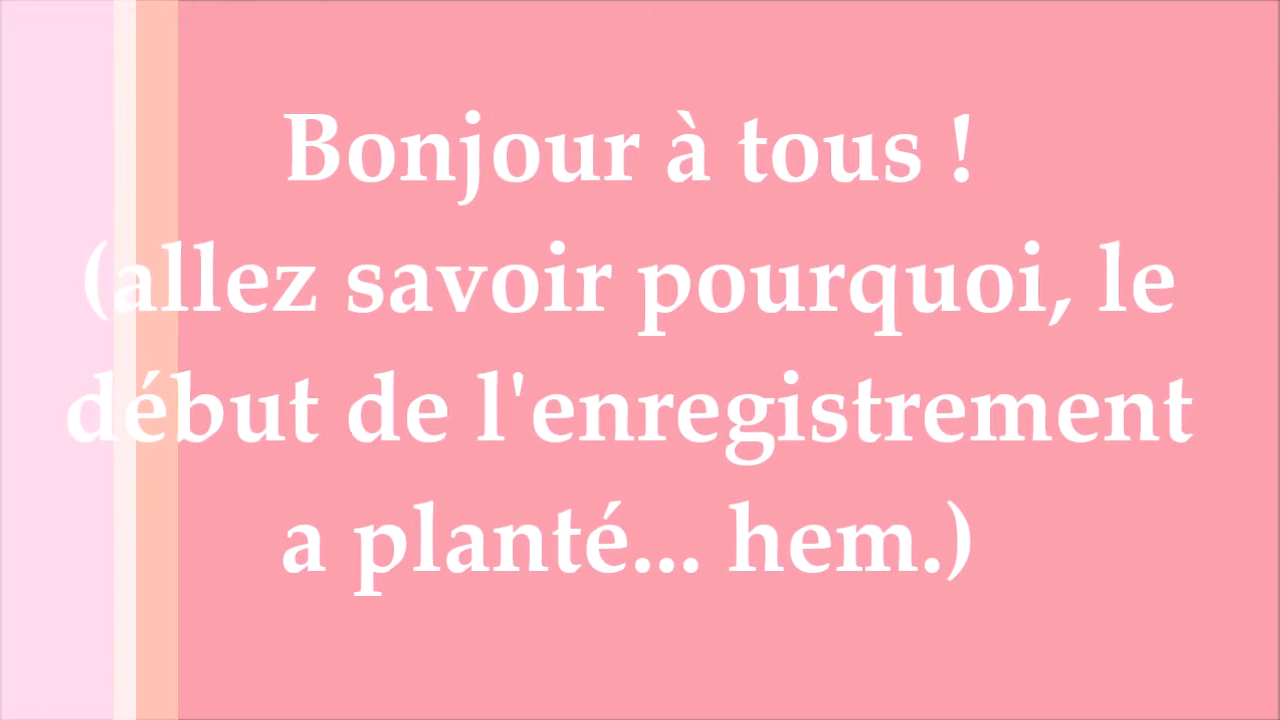 Bonjour à tous !
(allez savoir pourquoi, le
début de l'enregistrement
a planté... hem.)